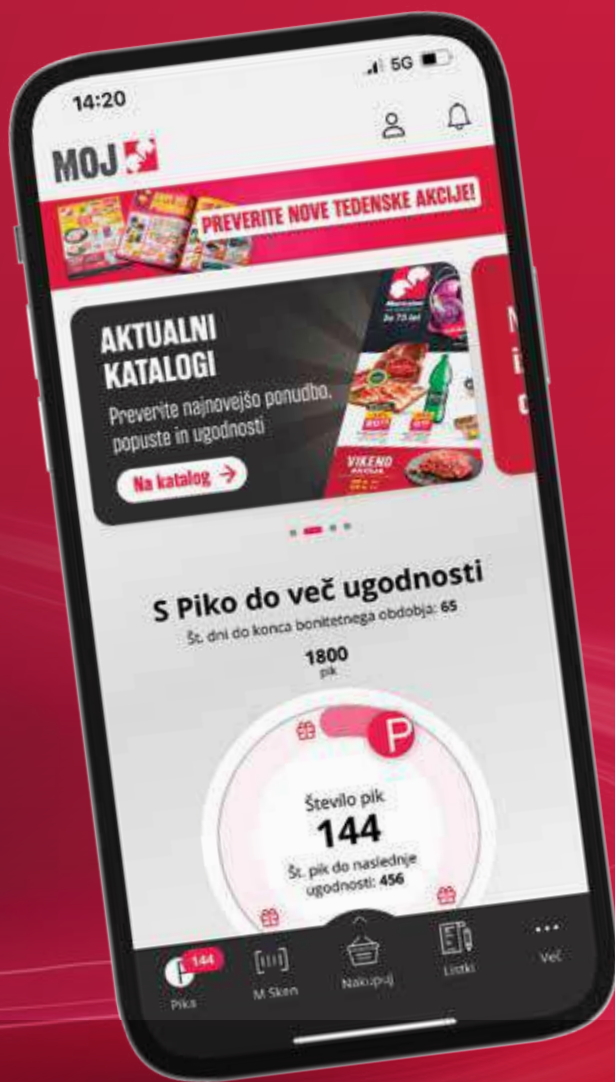 14:20
5G
MOJ
PREVERITE NOVE TEDENSKE AKCIJE!
AKTUALNI
KATALOGI
Preverite najnovejšo ponudbo,
popuste in ugodnosti
Na katalog →
VIKEND
AKCIJA
S Piko do več ugodnosti
Št. dni do konca bonitetnega obdobja: 65
1800
pik
P
Število pik
144
Št. pik do naslednje
ugodnosti: 456
144
Pika
M Sken
Nakupuj
Listki
Več